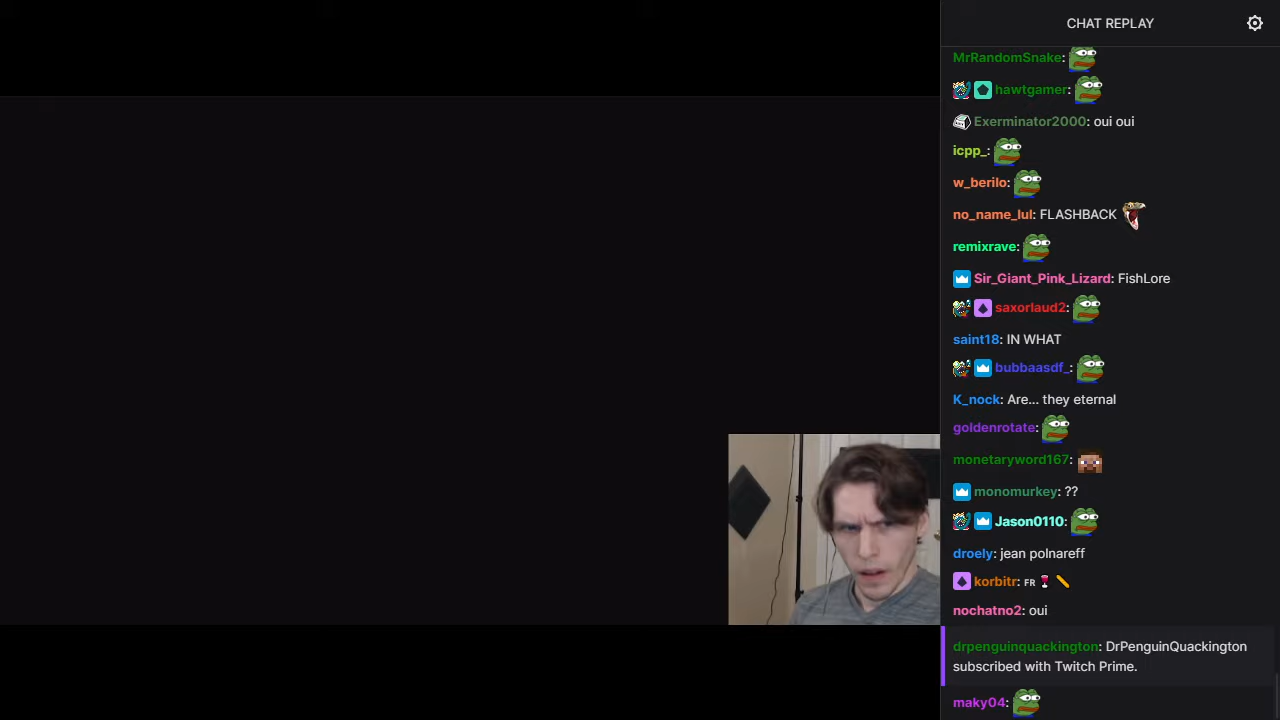 CHAT REPLAY
MrRandomSnake:
hawtgamer:
Exerminator2000: oui oui
icpp_:
w_berilo:
no_name_lul: FLASHBACK
remixrave:
Sir_Giant_Pink_Lizard: FishLore
saxorlaud2:
saint18: IN WHAT
bubbaasdf_:
K_nock: Are... they eternal
goldenrotate:
monetaryword167:
monomurkey: ??
Jason0110:
droely: jean polnareff
korbitr: FR
nochatno2: oui
drpenguinquackington: DrPenguinQuackington
subscribed with Twitch Prime.
maky04: